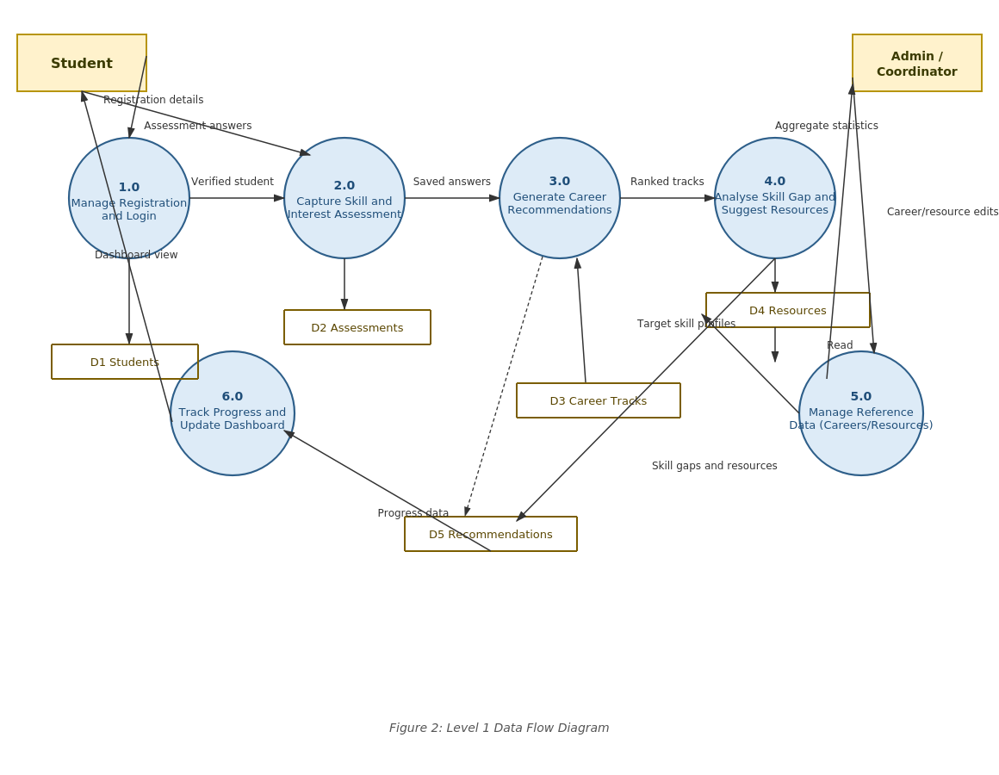 Student
Admin /
Coordinator
Registration details
Assessment answers
Aggregate statistics
1.0
Manage Registration
and Login
Verified student
2.0
Capture Skill and
Interest Assessment
Saved answers
3.0
Generate Career
Recommendations
Ranked tracks
4.0
Analyse Skill Gap and
Suggest Resources
Career/resource edits
Dashboard view
D4 Resources
D2 Assessments
Target skill profiles
Read
D1 Students
6.0
Track Progress and
Update Dashboard
D3 Career Tracks
5.0
Manage Reference
Data (Careers/Resources)
Skill gaps and resources
Progress data
D5 Recommendations
Figure 2: Level 1 Data Flow Diagram